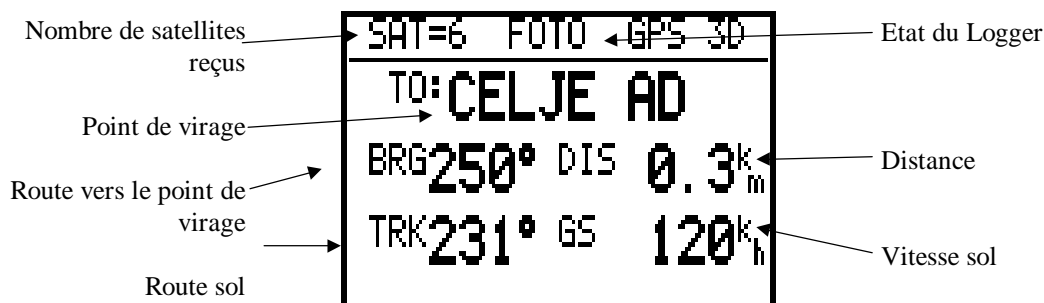 Nombre de satellites
reçus
Point de virage
Route vers le point de
virage
Route sol
SAT=6 FOTO GPS 3D
TO:CELJE AD
BRG250° DIS 0.3km
TRK231° GS 120kh
Etat du Logger
Distance
Vitesse sol